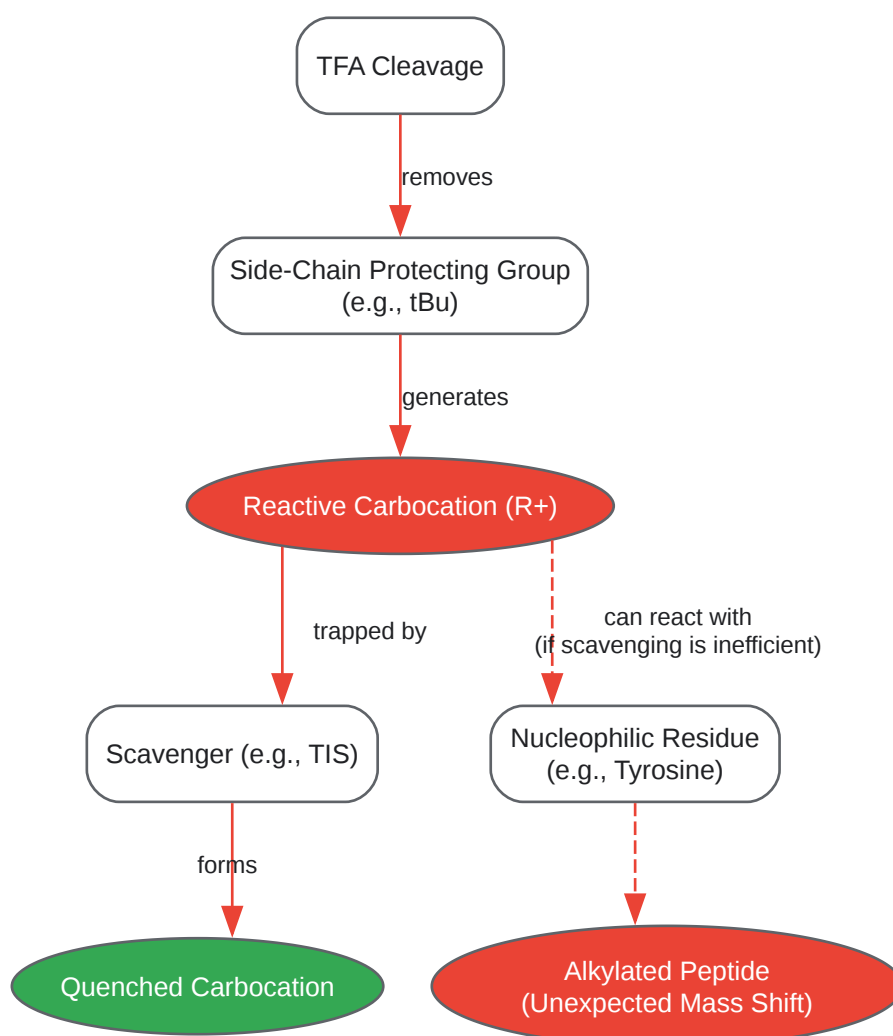 TFA Cleavage
removes
Side-Chain Protecting Group
(e.g., tBu)
generates
Reactive Carbocation (R+)
trapped by
can react with
(if scavenging is inefficient)
Scavenger (e.g., TIS)
Nucleophilic Residue
(e.g., Tyrosine)
forms
Quenched Carbocation
Alkylated Peptide
(Unexpected Mass Shift)